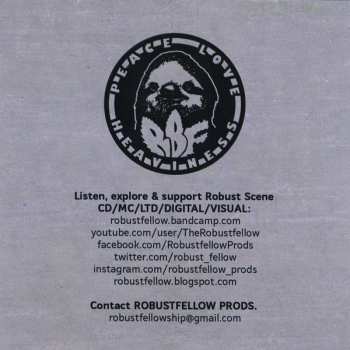 PEACE LOVE
RBF
HEAVINESS
Listen, explore & support Robust Scene
CD/MC/LTD/DIGITAL/VISUAL:
robustfellow.bandcamp.com
youtube.com/user/TheRobustfellow
facebook.com/RobustfellowProds
twitter.com/robust_fellow
instagram.com/robustfellow_prods
robustfellow.blogspot.com
Contact ROBUSTFELLOW PRODS.
robustfellowship@gmail.com